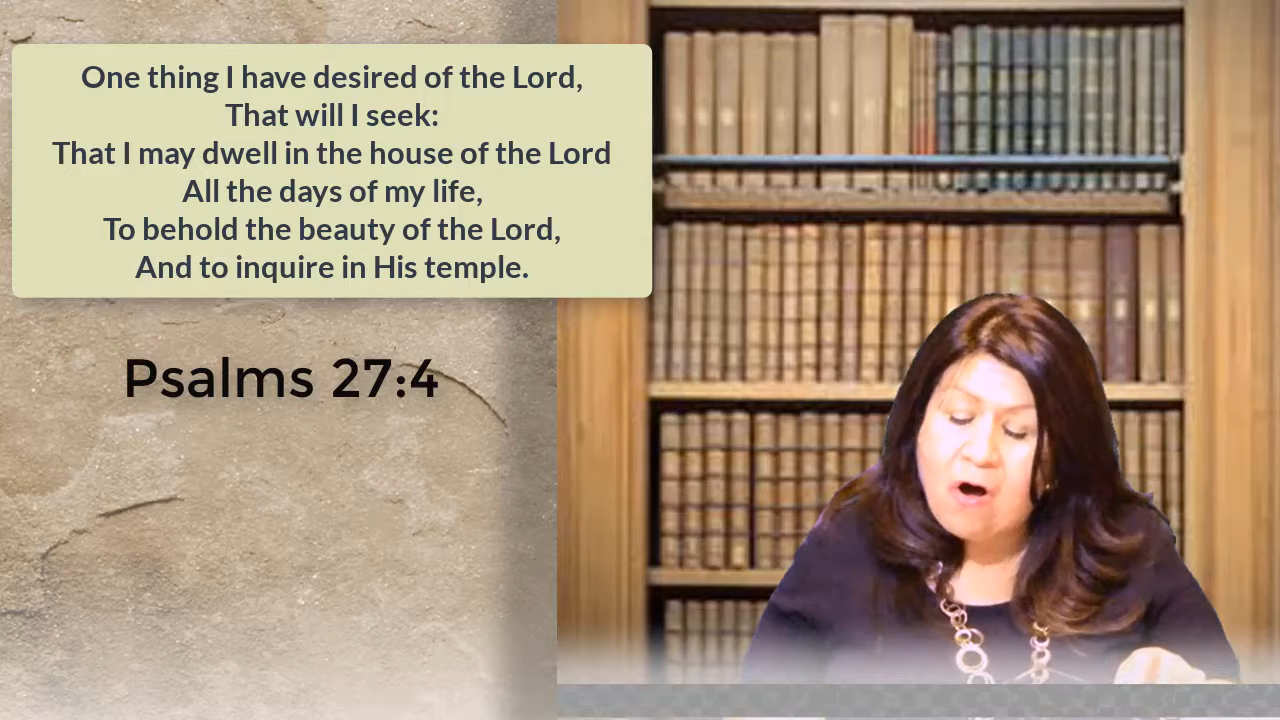 One thing I have desired of the Lord,
That will I seek:
That I may dwell in the house of the Lord
All the days of my life,
To behold the beauty of the Lord,
And to inquire in His temple.
Psalms 27:4